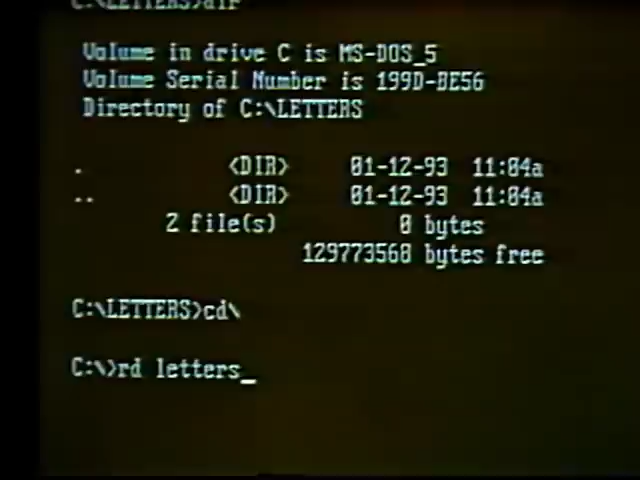 C:\LETTERS>dir
Volume in drive C is MS-DOS_5
Volume Serial Number is 199D-BE56
Directory of C:\LETTERS
. <DIR> 01-12-93 11:04a
.. <DIR> 01-12-93 11:04a
2 file(s) 0 bytes
129773568 bytes free
C:\LETTERS>cd\
C:\>rd letters_